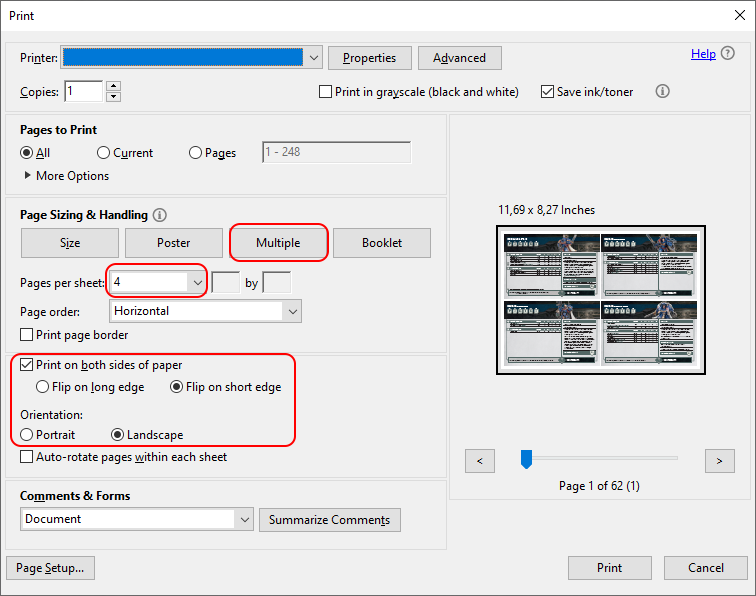 Print
Printer: Properties Advanced Help
Copies: 1 Print in grayscale (black and white) Save ink/toner
Pages to Print
All Current Pages 1 - 248
More Options
Page Sizing & Handling
Size Poster Multiple Booklet
Pages per sheet: 4 by
Page order: Horizontal
Print page border
Print on both sides of paper
Flip on long edge Flip on short edge
Orientation:
Portrait Landscape
Auto-rotate pages within each sheet
Comments & Forms
Document Summarize Comments
11,69 x 8,27 Inches
< >
Page 1 of 62 (1)
Page Setup... Print Cancel